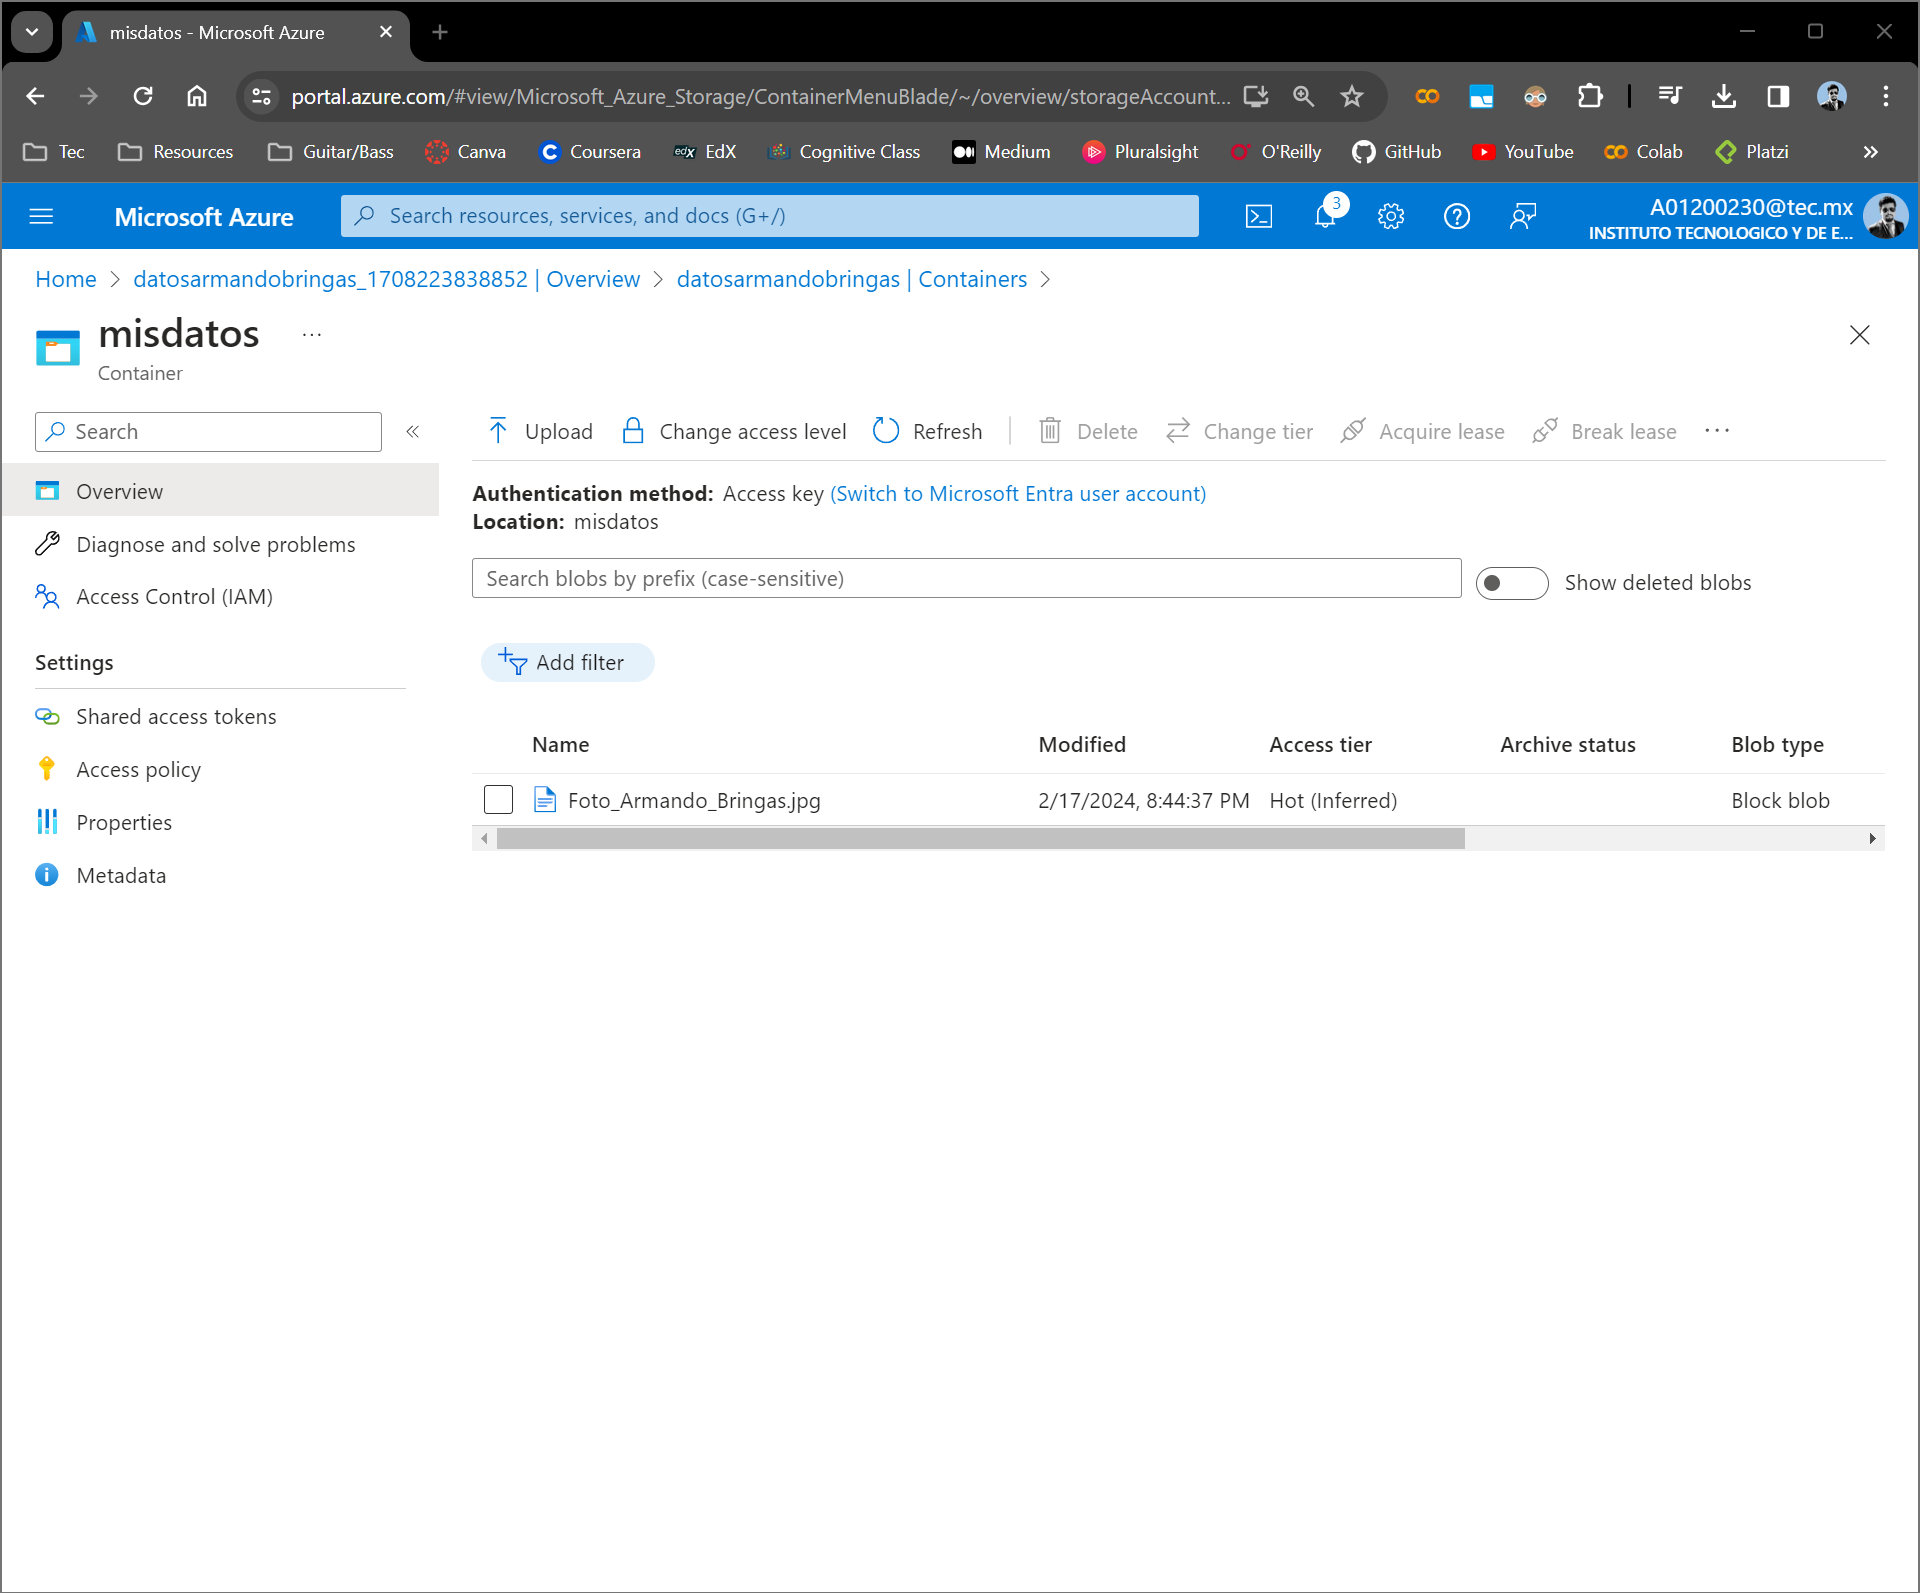 misdatos - Microsoft Azure
portal.azure.com/#view/Microsoft_Azure_Storage/ContainerMenuBlade/~/overview/storageAccount...
Tec Resources Guitar/Bass Canva Coursera edX EdX Cognitive Class Medium Pluralsight O'Reilly GitHub YouTube Colab Platzi
Microsoft Azure Search resources, services, and docs (G+/) 3 A01200230@tec.mx
INSTITUTO TECNOLOGICO Y DE E...
Home > datosarmandobringas_1708223838852 | Overview > datosarmandobringas | Containers >
misdatos ...
Container
Search «
Upload Change access level Refresh Delete Change tier Acquire lease Break lease ...
Overview
Diagnose and solve problems
Access Control (IAM)
Settings
Shared access tokens
Access policy
Properties
Metadata
Authentication method: Access key (Switch to Microsoft Entra user account)
Location: misdatos
Search blobs by prefix (case-sensitive) Show deleted blobs
Add filter
Name Modified Access tier Archive status Blob type
Foto_Armando_Bringas.jpg 2/17/2024, 8:44:37 PM Hot (Inferred) Block blob